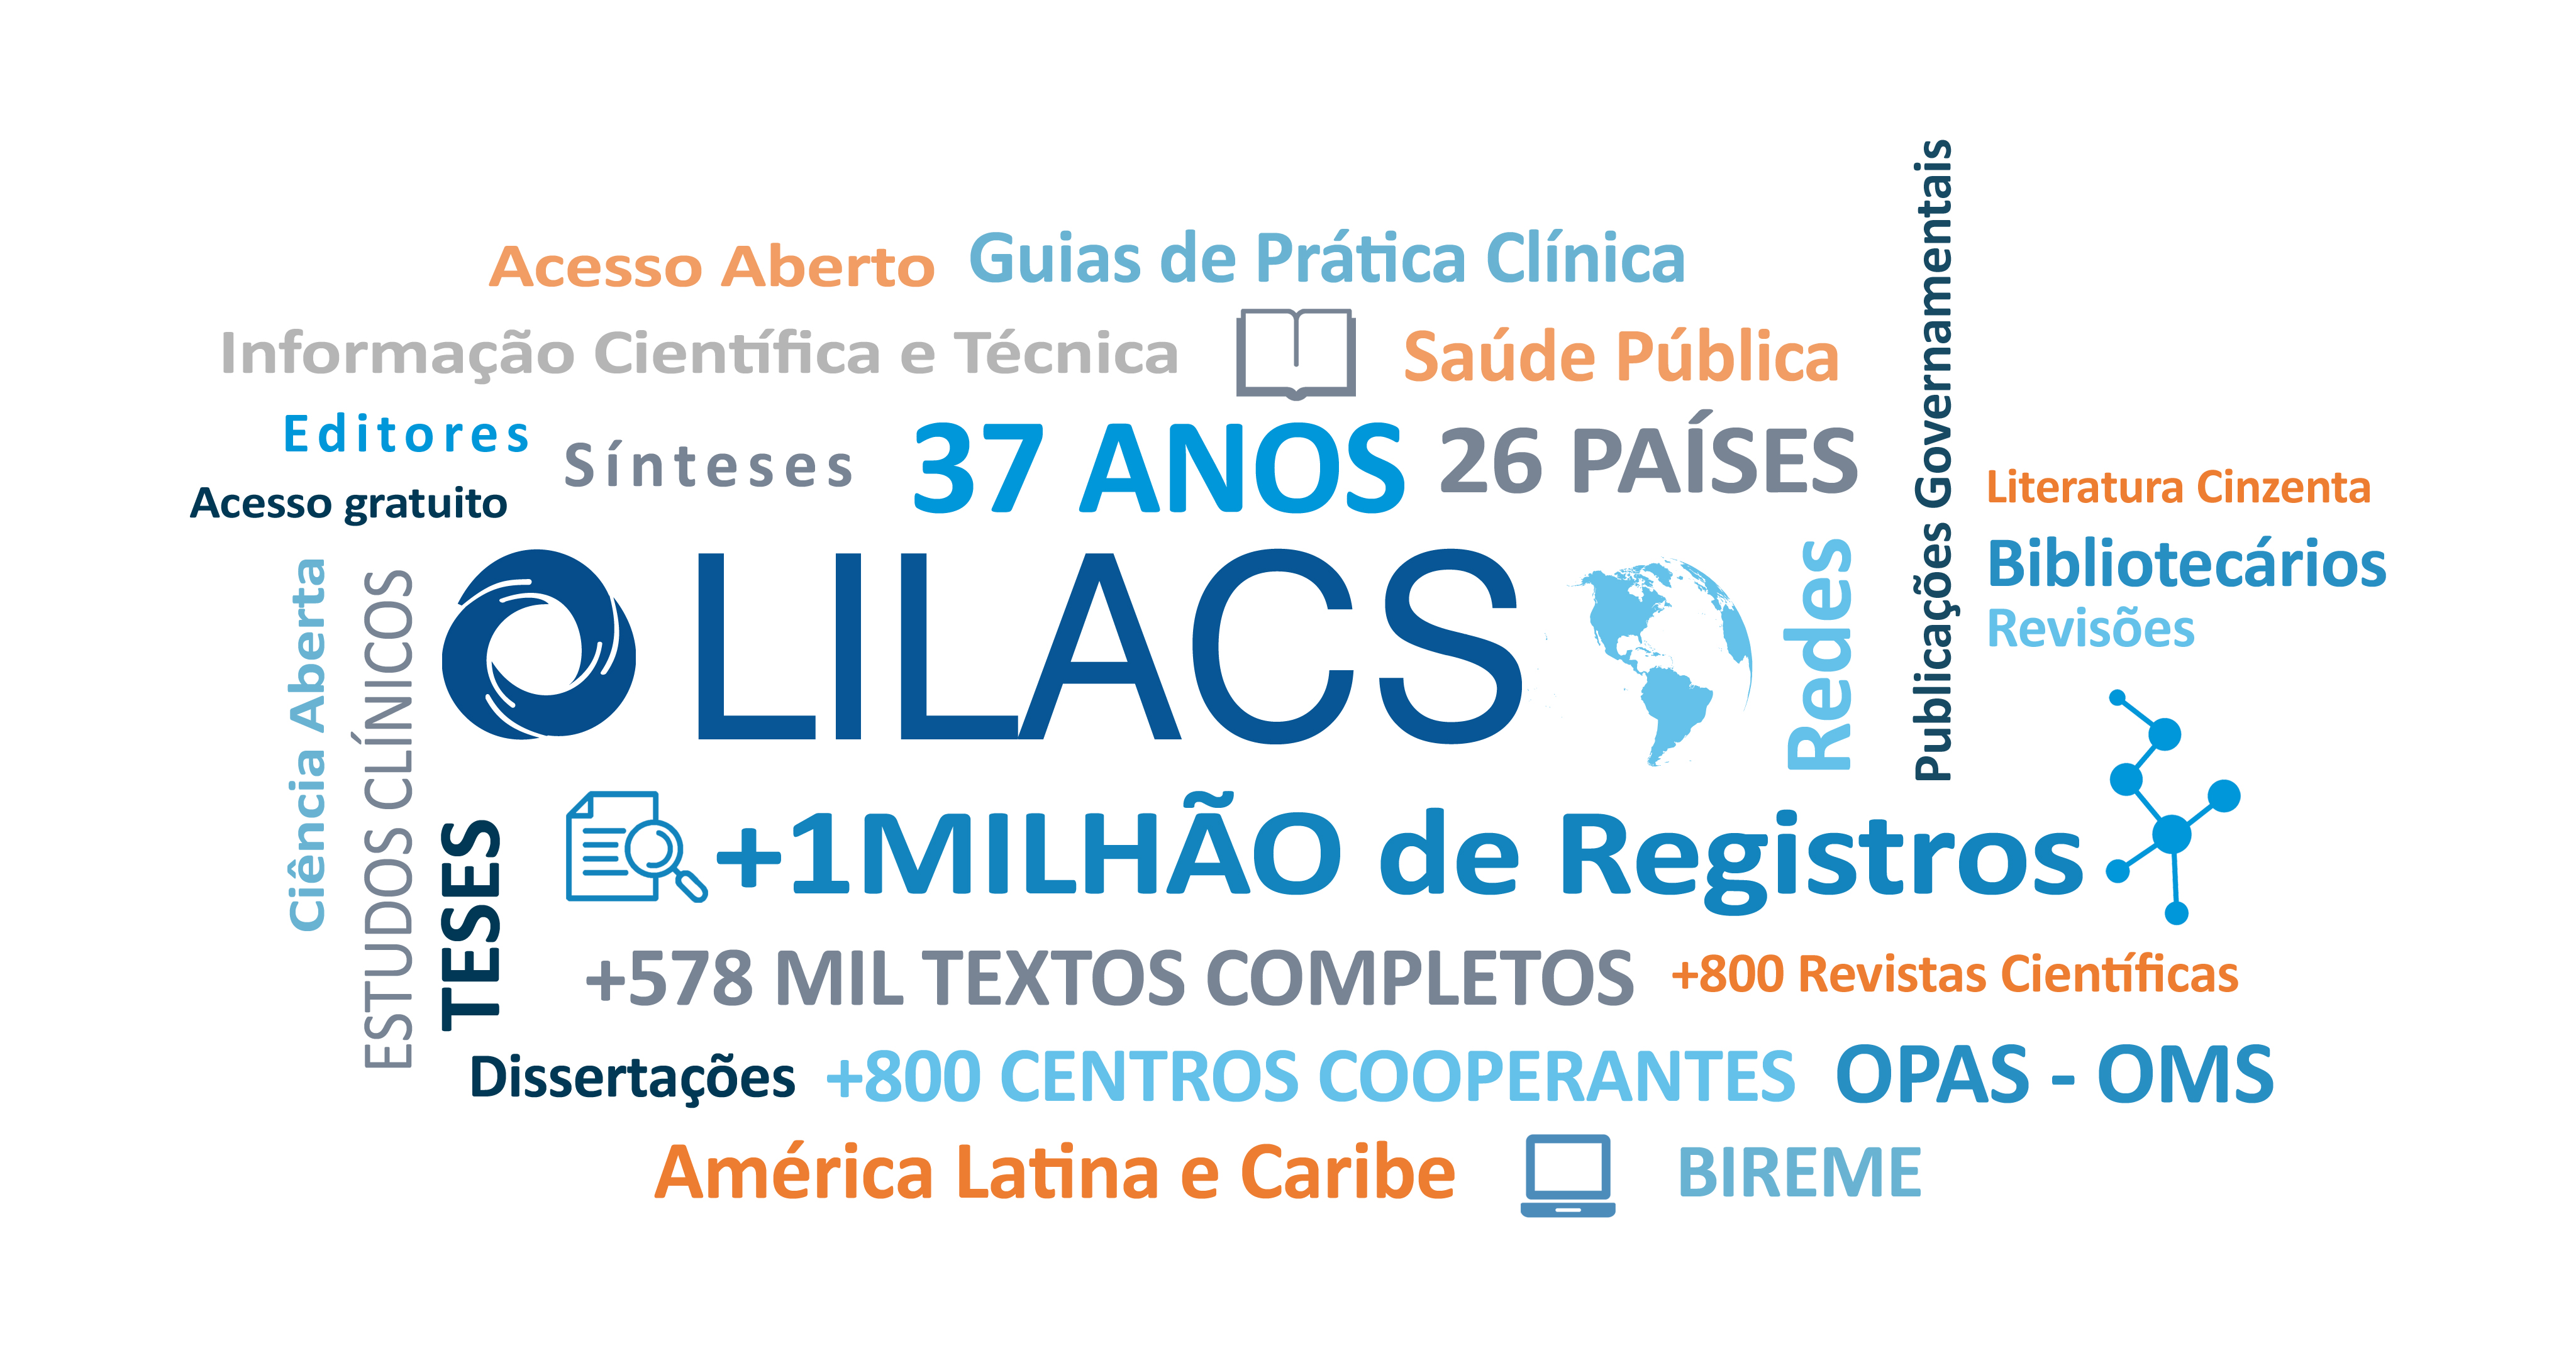 Acesso Aberto
Guias de Prática Clínica
Informação Científica e Técnica
Saúde Pública
Editores
Sínteses
37 ANOS
26 PAÍSES
Acesso gratuito
Publicações Governamentais
Literatura Cinzenta
Bibliotecários
Revisões
Ciência Aberta
ESTUDOS CLÍNICOS
LILACS
Redes
TESES
+1MILHÃO de Registros
+578 MIL TEXTOS COMPLETOS
+800 Revistas Científicas
Dissertações
+800 CENTROS COOPERANTES
OPAS - OMS
América Latina e Caribe
BIREME